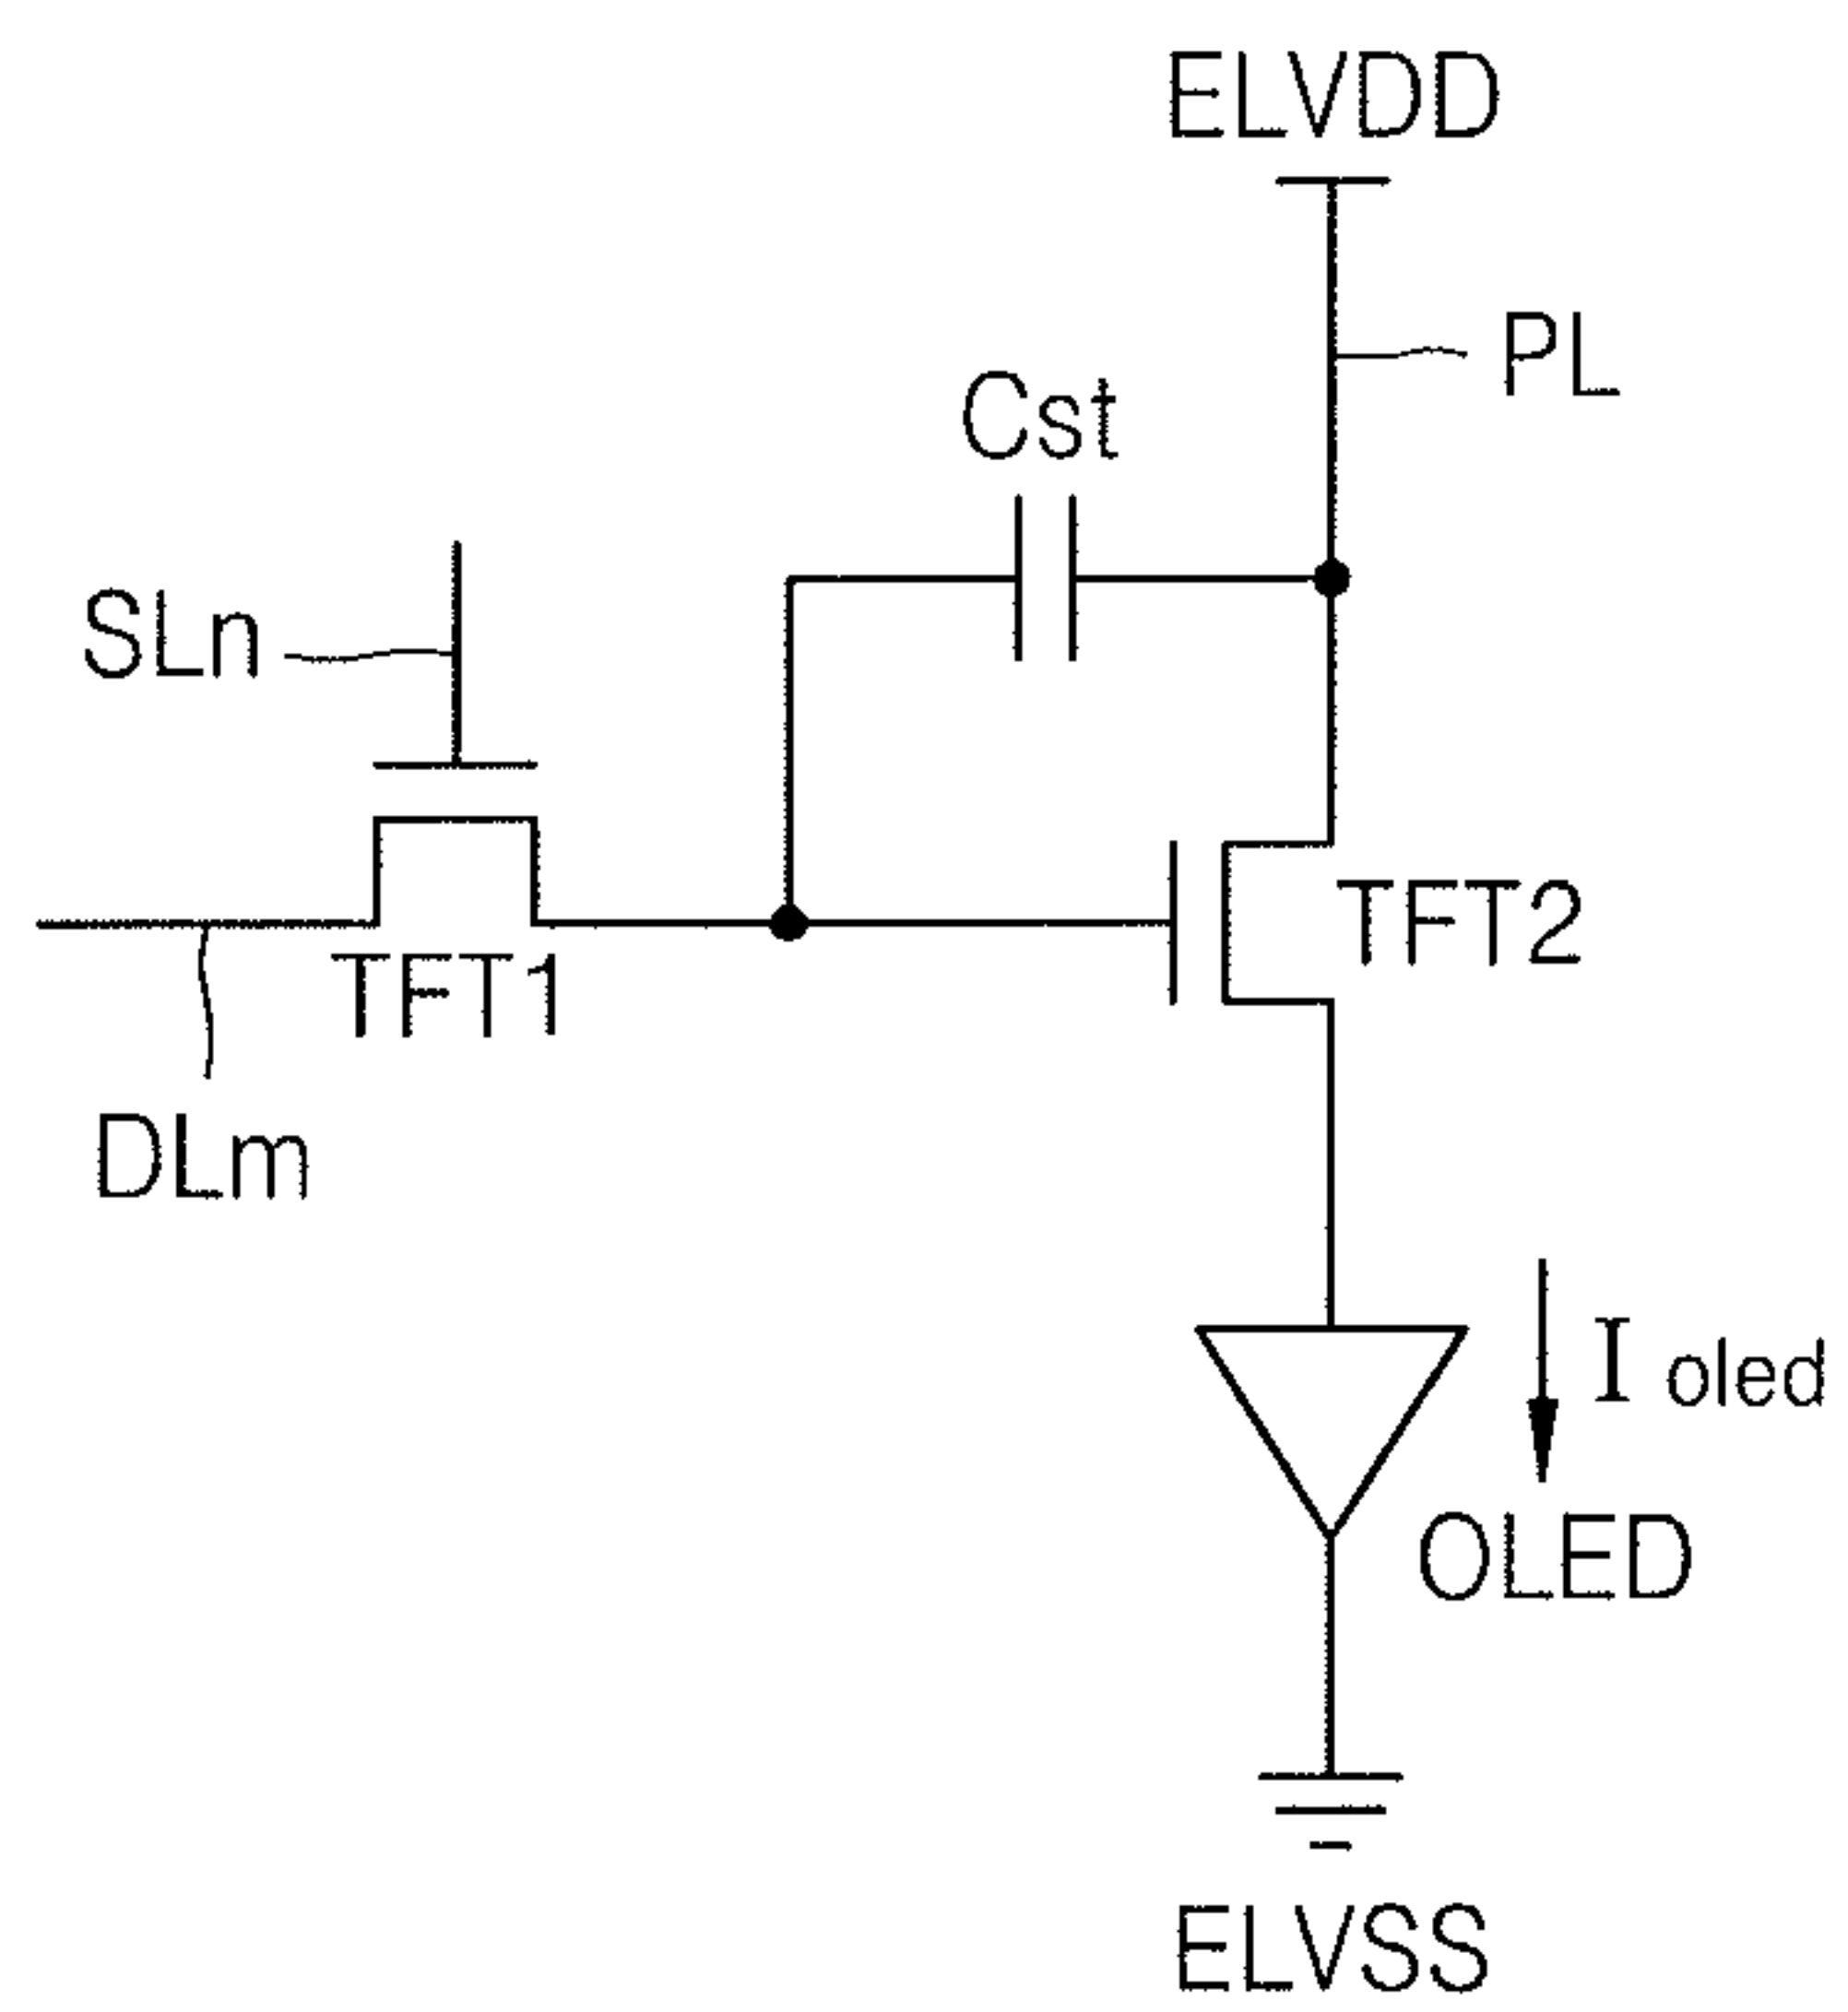 ELVDD
PL
Cst
SLn
TFT2
TFT1
DLm
I oled
OLED
ELVSS